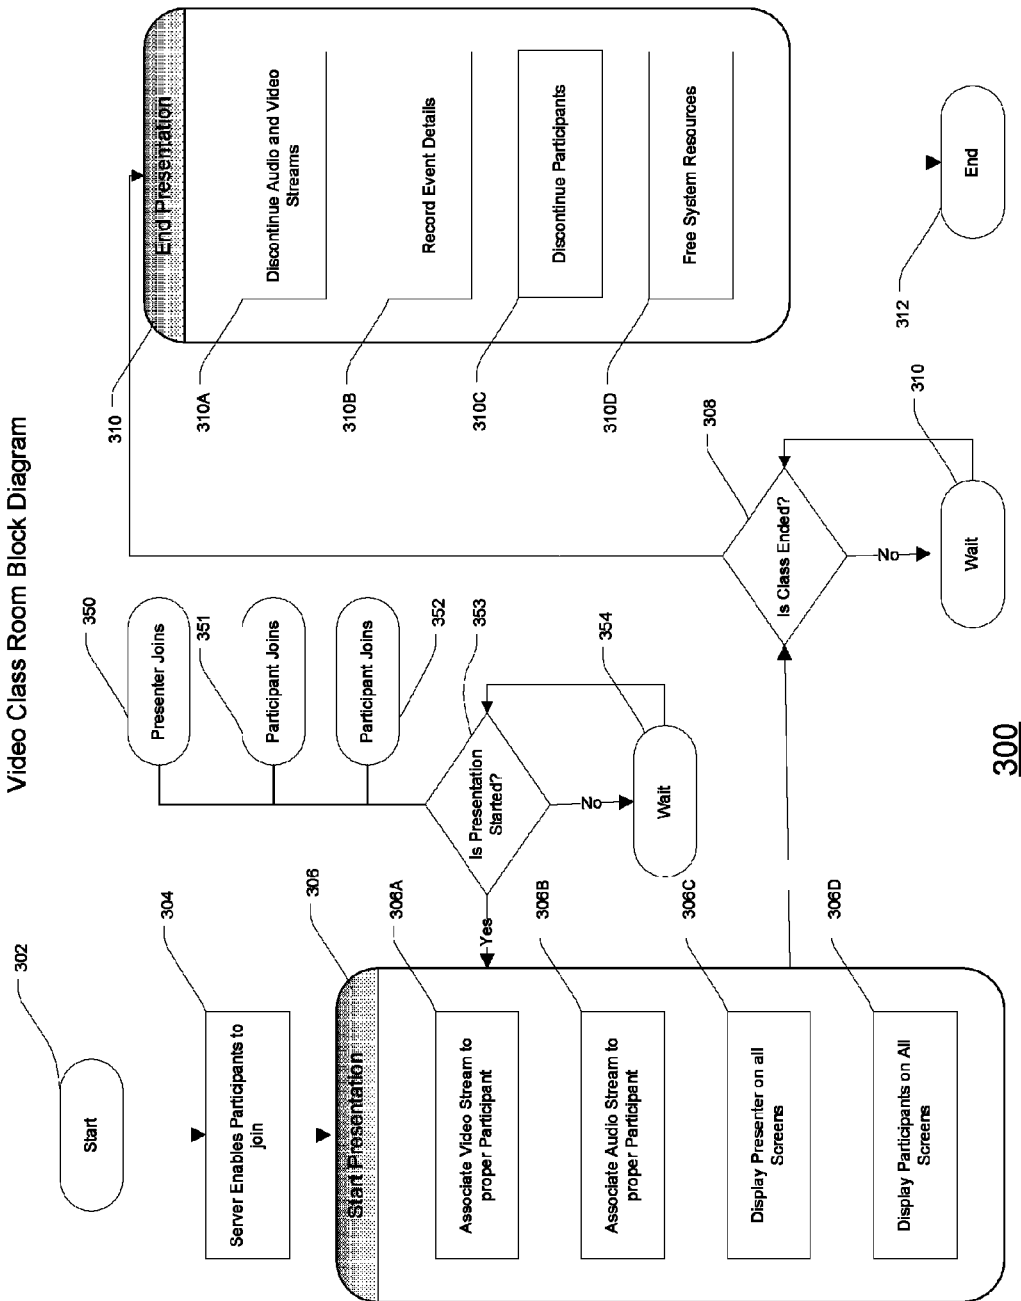 Video Class Room Block Diagram
302
Start
304
Server Enables Participants to
join
306
Start Presentation
306A
Associate Video Stream to
proper Participant
306B
Associate Audio Stream to
proper Participant
306C
Display Presenter on all
Screens
306D
Display Participants on All
Screens
350
Presenter Joins
351
Participant Joins
352
Participant Joins
353
Is Presentation
Started?
Yes
No
354
Wait
308
Is Class Ended?
No
310
Wait
310
End Presentation
310A
Discontinue Audio and Video
Streams
310B
Record Event Details
310C
Discontinue Participants
310D
Free System Resources
312
End
300